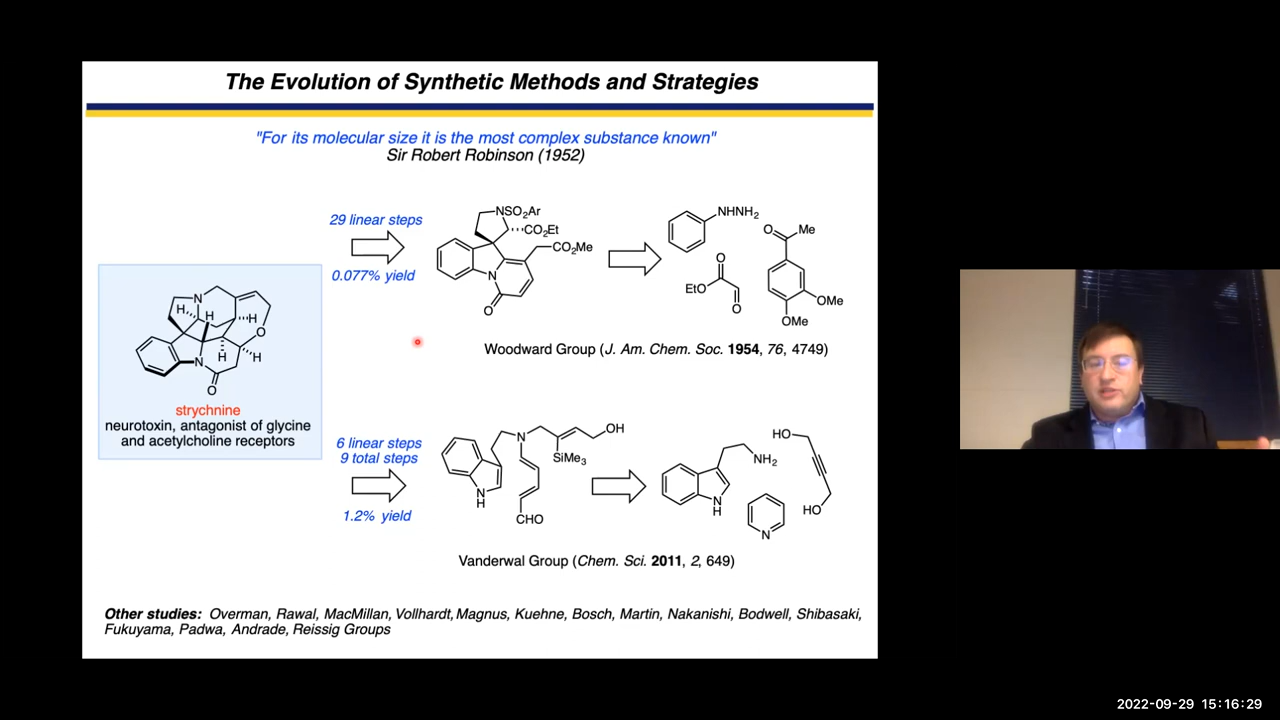 The Evolution of Synthetic Methods and Strategies
"For its molecular size it is the most complex substance known"
Sir Robert Robinson (1952)
29 linear steps
0.077% yield
NSO2Ar
CO2Et
CO2Me
N
O
NHNH2
O
Me
O
EtO
O
OMe
OMe
Woodward Group (J. Am. Chem. Soc. 1954, 76, 4749)
N
H
H
H
O
H
H
N
O
strychnine
neurotoxin, antagonist of glycine
and acetylcholine receptors
6 linear steps
9 total steps
1.2% yield
N
OH
SiMe3
N
H
CHO
NH2
N
H
N
HO
HO
Vanderwal Group (Chem. Sci. 2011, 2, 649)
Other studies: Overman, Rawal, MacMillan, Vollhardt, Magnus, Kuehne, Bosch, Martin, Nakanishi, Bodwell, Shibasaki,
Fukuyama, Padwa, Andrade, Reissig Groups
2022-09-29 15:16:29